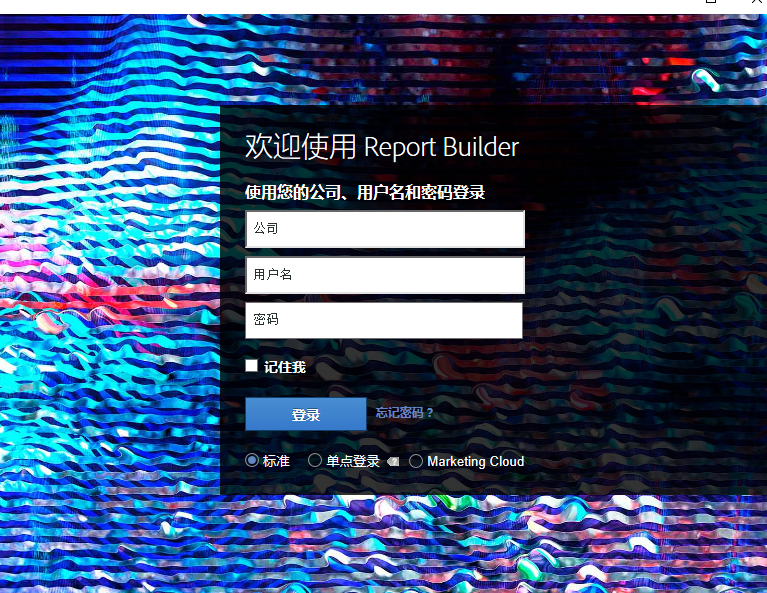 欢迎使用 Report Builder
使用您的公司、用户名和密码登录
公司
用户名
密码
记住我
登录 忘记密码？
标准 单点登录 ? Marketing Cloud